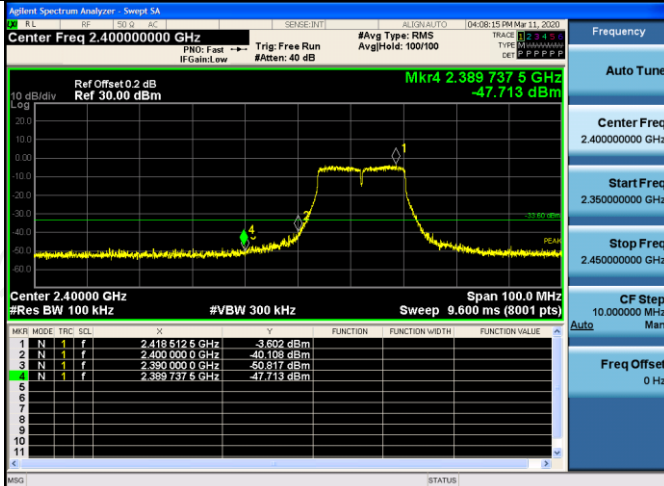 Agilent Spectrum Analyzer - Swept SA
RL RF 50 Ω AC SENSE:INT ALIGN AUTO 04:08:15 PM Mar 11, 2020
Center Freq 2.400000000 GHz
PNO: Fast
IFGain:Low
Trig: Free Run
#Atten: 40 dB
#Avg Type: RMS
Avg|Hold: 100/100
TRACE 1 2 3 4 5 6
TYPE M
DET P P P P P P
Ref Offset 0.2 dB
Ref 30.00 dBm
10 dB/div
Log
Mkr4 2.389 737 5 GHz
-47.713 dBm
20.0
10.0
0.00
-10.0
-20.0
-30.0
-40.0
-50.0
-60.0
1
2
4
-33.60 dBm
PEAK
Center 2.40000 GHz Span 100.0 MHz
#Res BW 100 kHz #VBW 300 kHz Sweep 9.600 ms (8001 pts)
MKR MODE TRC SCL X Y FUNCTION FUNCTION WIDTH FUNCTION VALUE
1 N 1 f 2.418 512 5 GHz -3.602 dBm
2 N 1 f 2.400 000 0 GHz -40.108 dBm
3 N 1 f 2.390 000 0 GHz -50.817 dBm
4 N 1 f 2.389 737 5 GHz -47.713 dBm
5
6
7
8
9
10
11
MSG STATUS
Frequency
Auto Tune
Center Freq
2.400000000 GHz
Start Freq
2.350000000 GHz
Stop Freq
2.450000000 GHz
CF Step
10.000000 MHz
Auto Man
Freq Offset
0 Hz